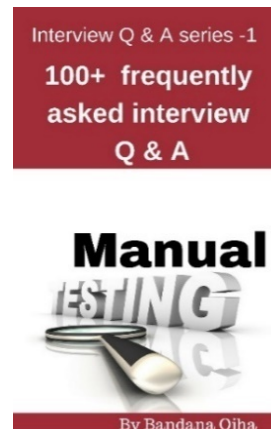 Interview Q & A series -1
100+ frequently
asked interview
Q & A
Manual
TESTING
By Bandana Ojha